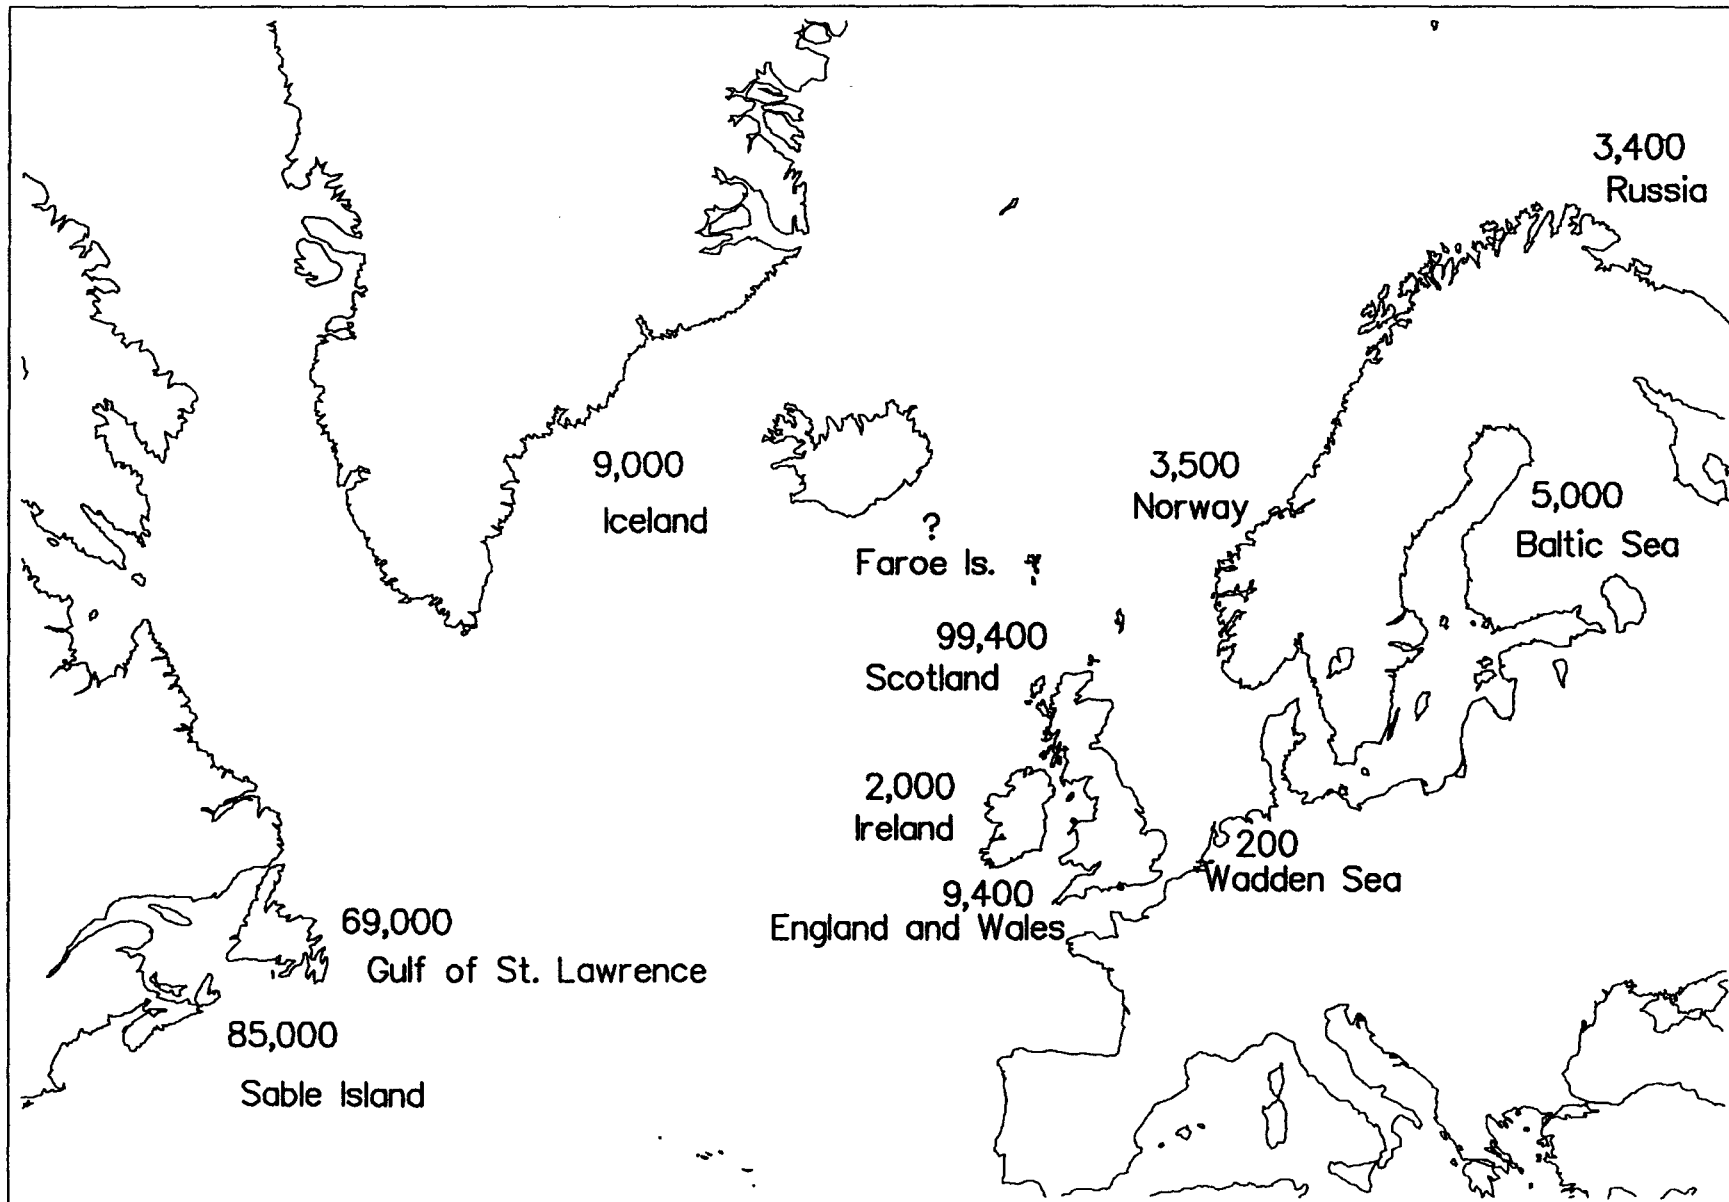 3,400
Russia
9,000
Iceland
3,500
Norway
5,000
Baltic Sea
?
Faroe Is.
99,400
Scotland
2,000
Ireland
200
Wadden Sea
9,400
England and Wales
69,000
Gulf of St. Lawrence
85,000
Sable Island